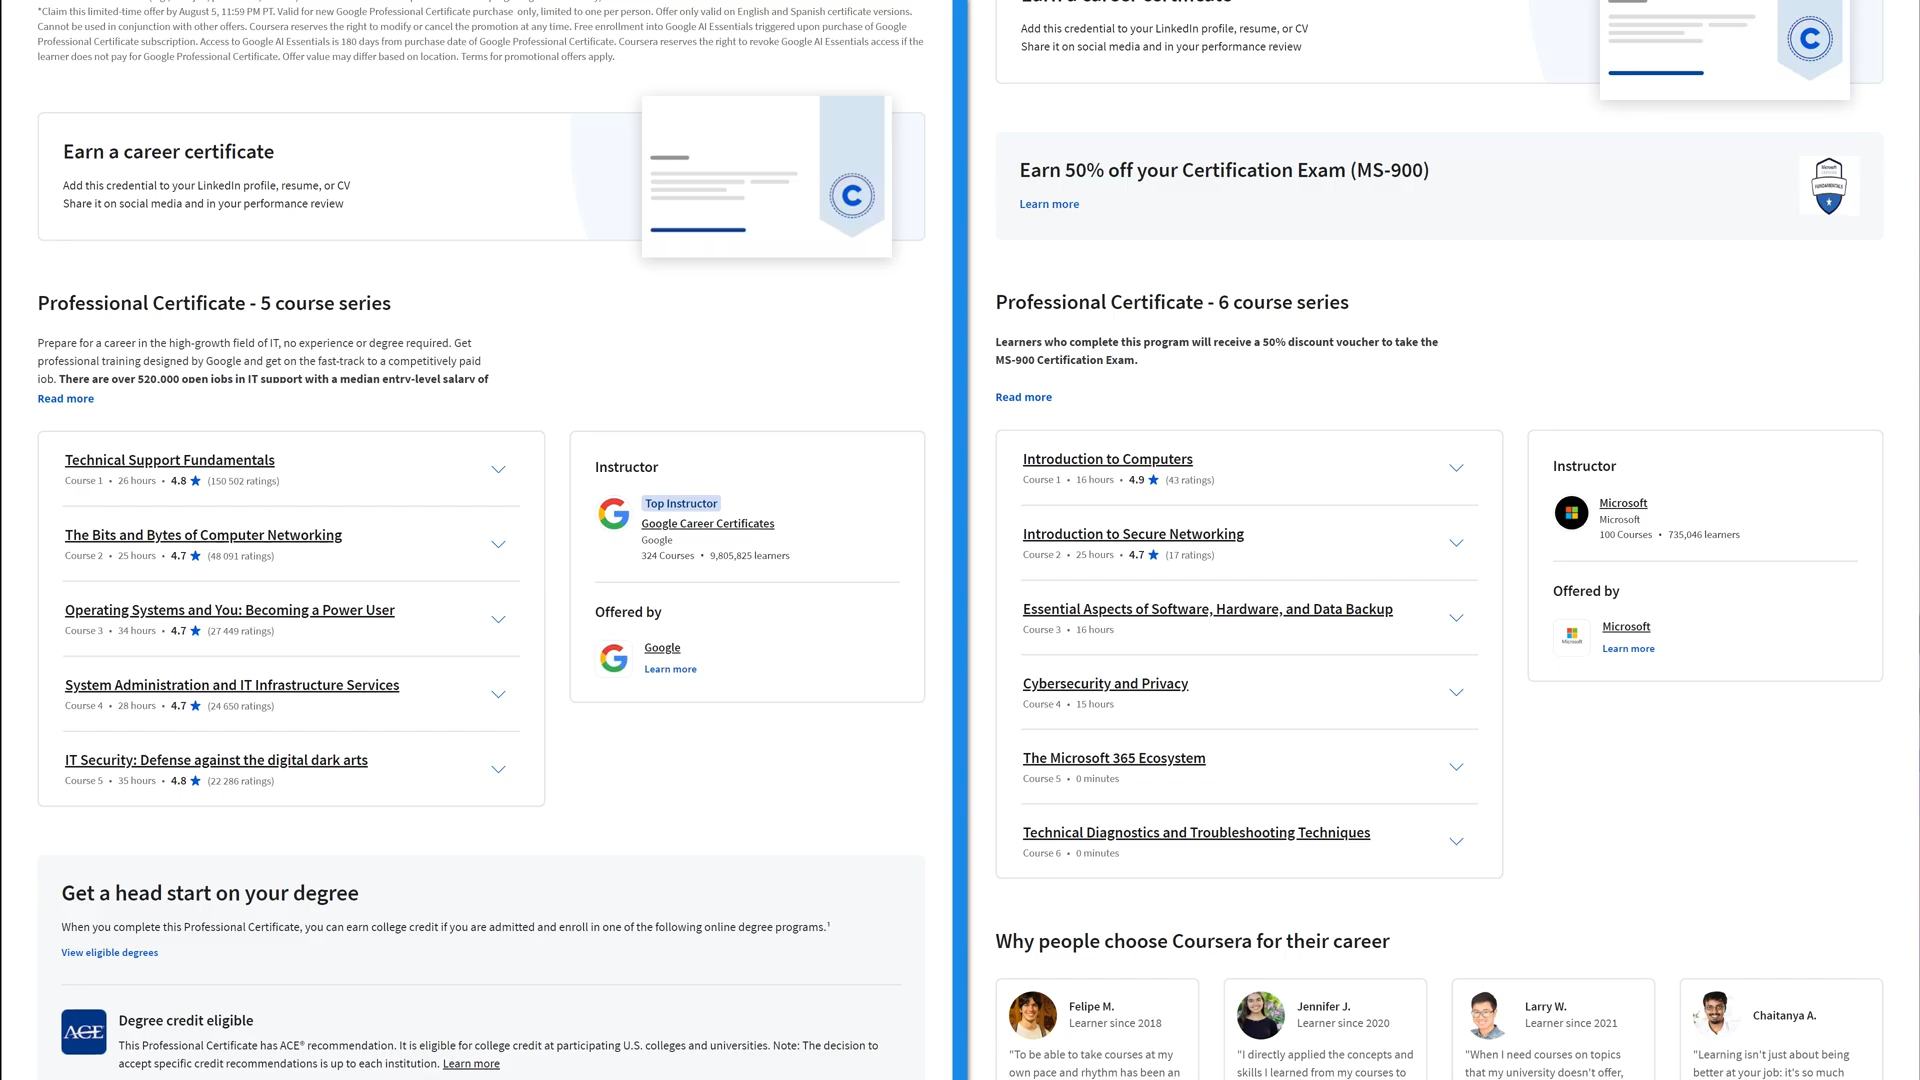 *Claim this limited-time offer by August 5, 11:59 PM PT. Valid for new Google Professional Certificate purchase only, limited to one per person. Offer only valid on English and Spanish certificate versions.
Cannot be used in conjunction with other offers. Coursera reserves the right to modify or cancel the promotion at any time. Free enrollment into Google AI Essentials triggered upon purchase of Google
Professional Certificate subscription. Access to Google AI Essentials is 180 days from purchase date of Google Professional Certificate. Coursera reserves the right to revoke Google AI Essentials access if the
learner does not pay for Google Professional Certificate. Offer value may differ based on location. Terms for promotional offers apply.
Earn a career certificate
Add this credential to your LinkedIn profile, resume, or CV
Share it on social media and in your performance review
C
Professional Certificate - 5 course series
Prepare for a career in the high-growth field of IT, no experience or degree required. Get
professional training designed by Google and get on the fast-track to a competitively paid
job. There are over 520,000 open jobs in IT support with a median entry-level salary of
Read more
Technical Support Fundamentals
Course 1 • 26 hours • 4.8 ★ (150 502 ratings)
The Bits and Bytes of Computer Networking
Course 2 • 25 hours • 4.7 ★ (48 091 ratings)
Operating Systems and You: Becoming a Power User
Course 3 • 34 hours • 4.7 ★ (27 449 ratings)
System Administration and IT Infrastructure Services
Course 4 • 28 hours • 4.7 ★ (24 650 ratings)
IT Security: Defense against the digital dark arts
Course 5 • 35 hours • 4.8 ★ (22 286 ratings)
Instructor
Top Instructor
Google Career Certificates
Google
324 Courses • 9,805,825 learners
Offered by
Google
Learn more
Get a head start on your degree
When you complete this Professional Certificate, you can earn college credit if you are admitted and enroll in one of the following online degree programs.¹
View eligible degrees
ACE
Degree credit eligible
This Professional Certificate has ACE® recommendation. It is eligible for college credit at participating U.S. colleges and universities. Note: The decision to
accept specific credit recommendations is up to each institution. Learn more
Earn a career certificate
Add this credential to your LinkedIn profile, resume, or CV
Share it on social media and in your performance review
C
Earn 50% off your Certification Exam (MS-900)
Learn more
Microsoft
FUNDAMENTALS
Professional Certificate - 6 course series
Learners who complete this program will receive a 50% discount voucher to take the
MS-900 Certification Exam.
Read more
Introduction to Computers
Course 1 • 16 hours • 4.9 ★ (43 ratings)
Introduction to Secure Networking
Course 2 • 25 hours • 4.7 ★ (17 ratings)
Essential Aspects of Software, Hardware, and Data Backup
Course 3 • 16 hours
Cybersecurity and Privacy
Course 4 • 15 hours
The Microsoft 365 Ecosystem
Course 5 • 0 minutes
Technical Diagnostics and Troubleshooting Techniques
Course 6 • 0 minutes
Instructor
Microsoft
Microsoft
100 Courses • 735,046 learners
Offered by
Microsoft
Microsoft
Learn more
Why people choose Coursera for their career
Felipe M.
Learner since 2018
"To be able to take courses at my
own pace and rhythm has been an
Jennifer J.
Learner since 2020
"I directly applied the concepts and
skills I learned from my courses to
Larry W.
Learner since 2021
"When I need courses on topics
that my university doesn't offer,
Chaitanya A.
"Learning isn't just about being
better at your job: it's so much